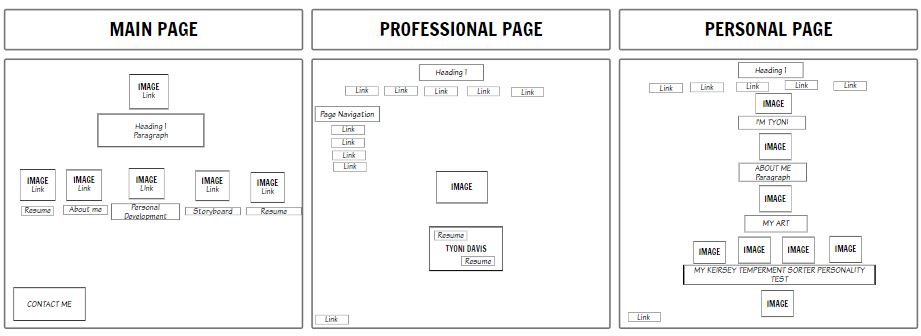 MAIN PAGE
PROFESSIONAL PAGE
PERSONAL PAGE
IMAGE
Link
Heading 1
Paragraph
IMAGE
Link
IMAGE
Link
IMAGE
Link
IMAGE
Link
IMAGE
Link
Resume
About me
Personal
Development
Storyboard
Resume
CONTACT ME
Heading 1
Link
Link
Link
Link
Link
Page Navigation
Link
Link
Link
Link
IMAGE
Resume
TYONI DAVIS
Resume
Link
Heading 1
Link
Link
Link
Link
Link
IMAGE
I'M TYONI
IMAGE
ABOUT ME
Paragraph
IMAGE
MY ART
IMAGE
IMAGE
IMAGE
IMAGE
MY KEIRSEY TEMPERMENT SORTER PERSONALITY
TEST
IMAGE
Link